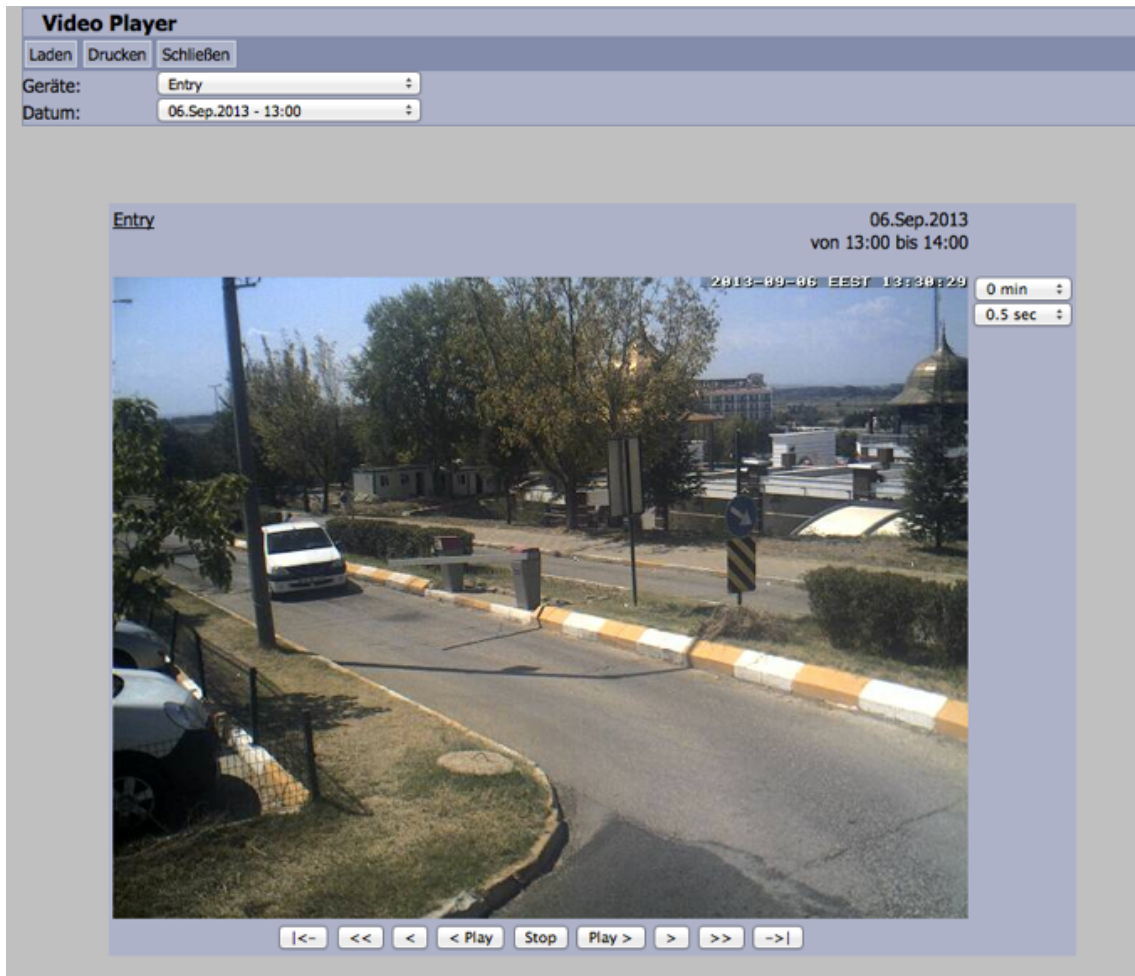 Video Player
Laden Drucken Schließen
Geräte: Entry
Datum: 06.Sep.2013 - 13:00
Entry 06.Sep.2013
von 13:00 bis 14:00
2013-09-06 EEST 13:30:29
0 min
0.5 sec
|<- << < < Play Stop Play > > >> ->|